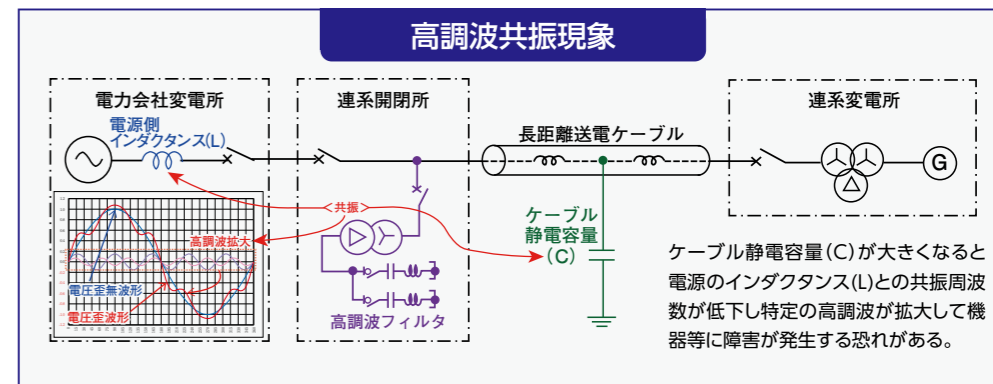 高調波共振現象
電力会社変電所
電源側
インダクタンス(L)
高調波拡大
電圧歪無波形
電圧歪波形
連系開閉所
<共振>
高調波フィルタ
長距離送電ケーブル
ケーブル
静電容量
(C)
連系変電所
G
ケーブル静電容量(C)が大きくなると
電源のインダクタンス(L)との共振周波
数が低下し特定の高調波が拡大して機
器等に障害が発生する恐れがある。